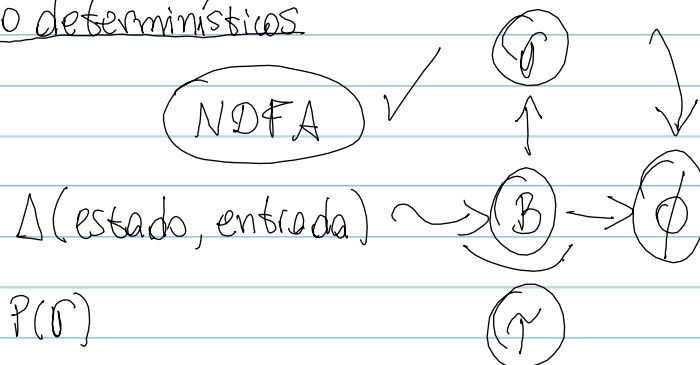 o determinísticos
NDFA
Δ(estado, entrada)
B
φ
P(Γ)